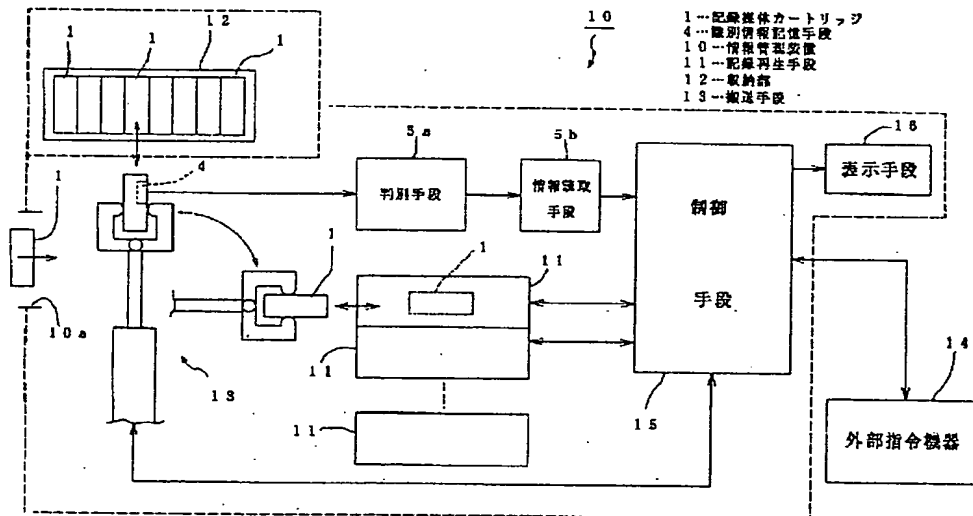 10
1…記録媒体カートリッジ
4…識別情報記憶手段
10…情報管理装置
11…記録再生手段
12…収納部
13…搬送手段
12
1
1
1
5a
5b
16
4
判別手段
情報読取
手段
制御
手段
表示手段
1
1
1
11
10a
13
11
11
15
14
外部指令機器